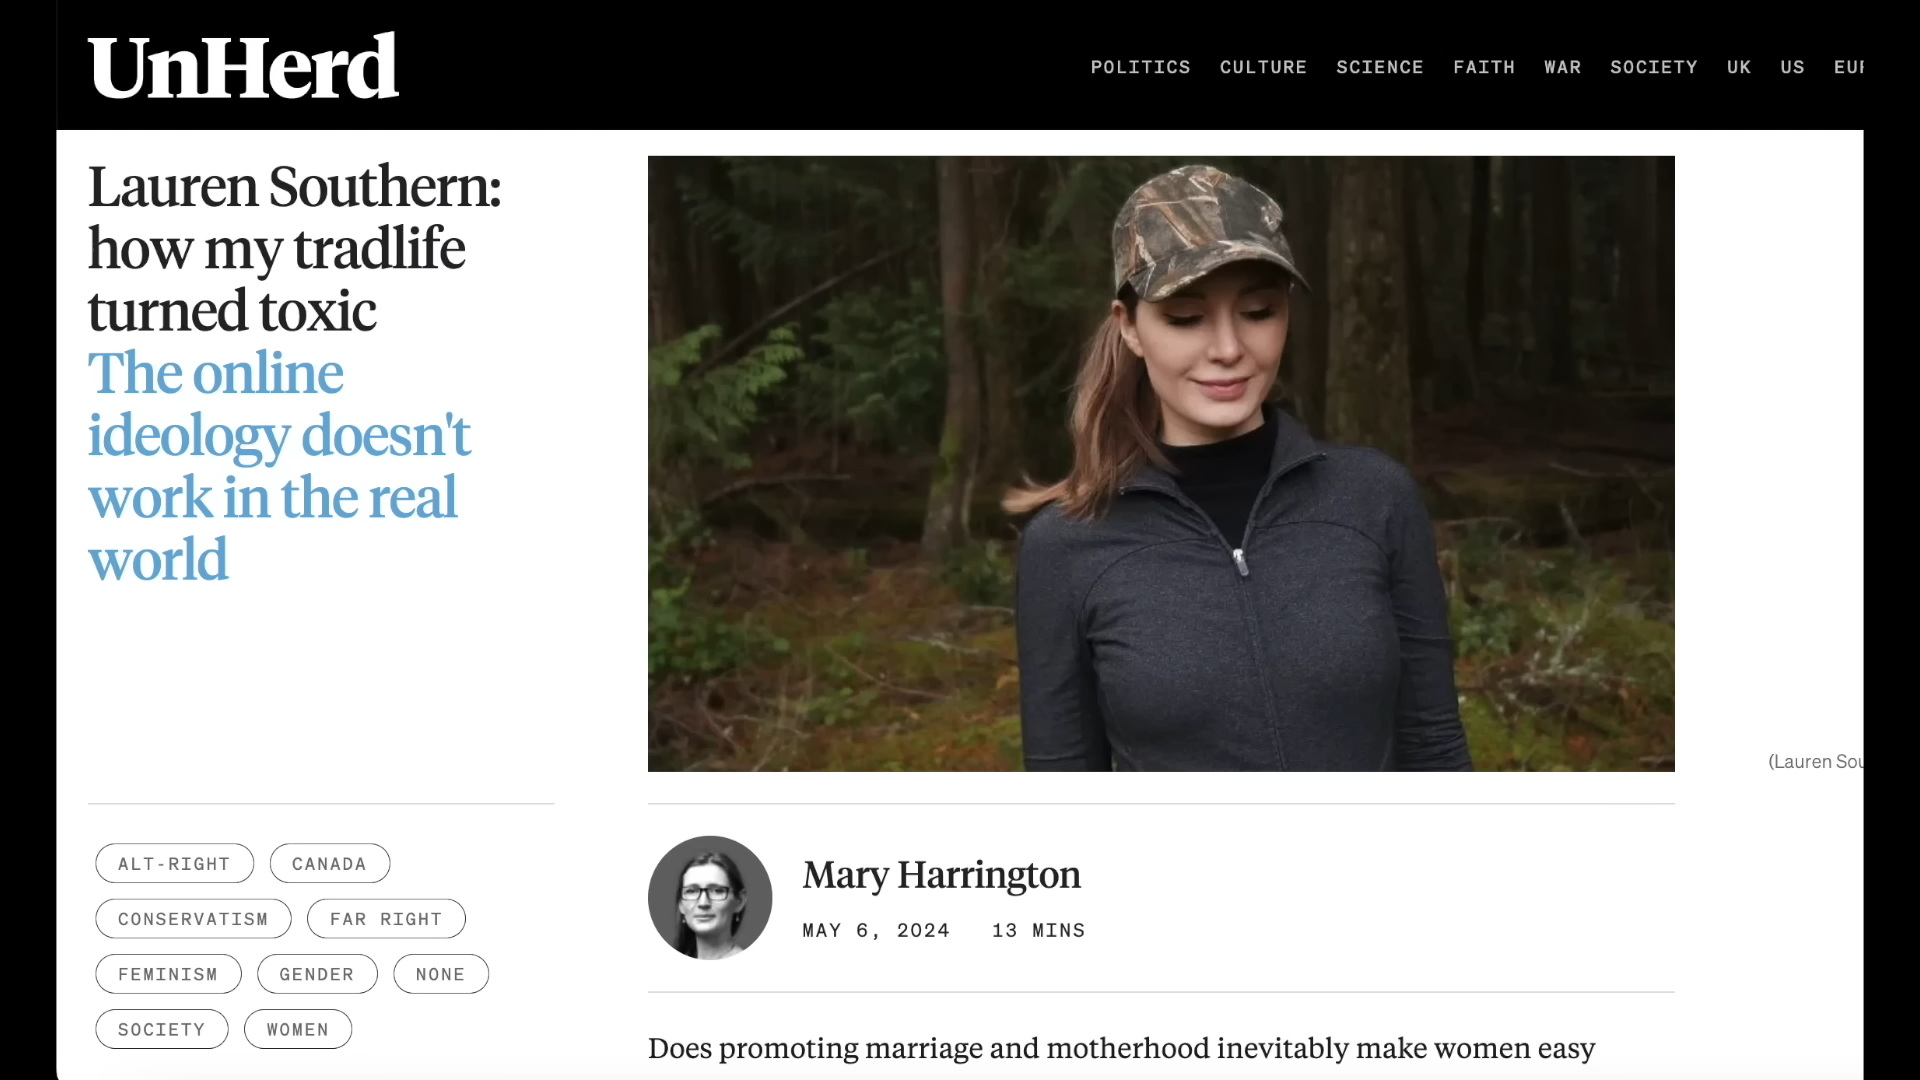 UnHerd
POLITICS CULTURE SCIENCE FAITH WAR SOCIETY UK US
Lauren Southern:
how my tradlife
turned toxic
The online
ideology doesn't
work in the real
world
(Lauren
ALT-RIGHT CANADA
CONSERVATISM FAR RIGHT
FEMINISM GENDER NONE
SOCIETY WOMEN
Mary Harrington
MAY 6, 2024 13 MINS
Does promoting marriage and motherhood inevitably make women easy